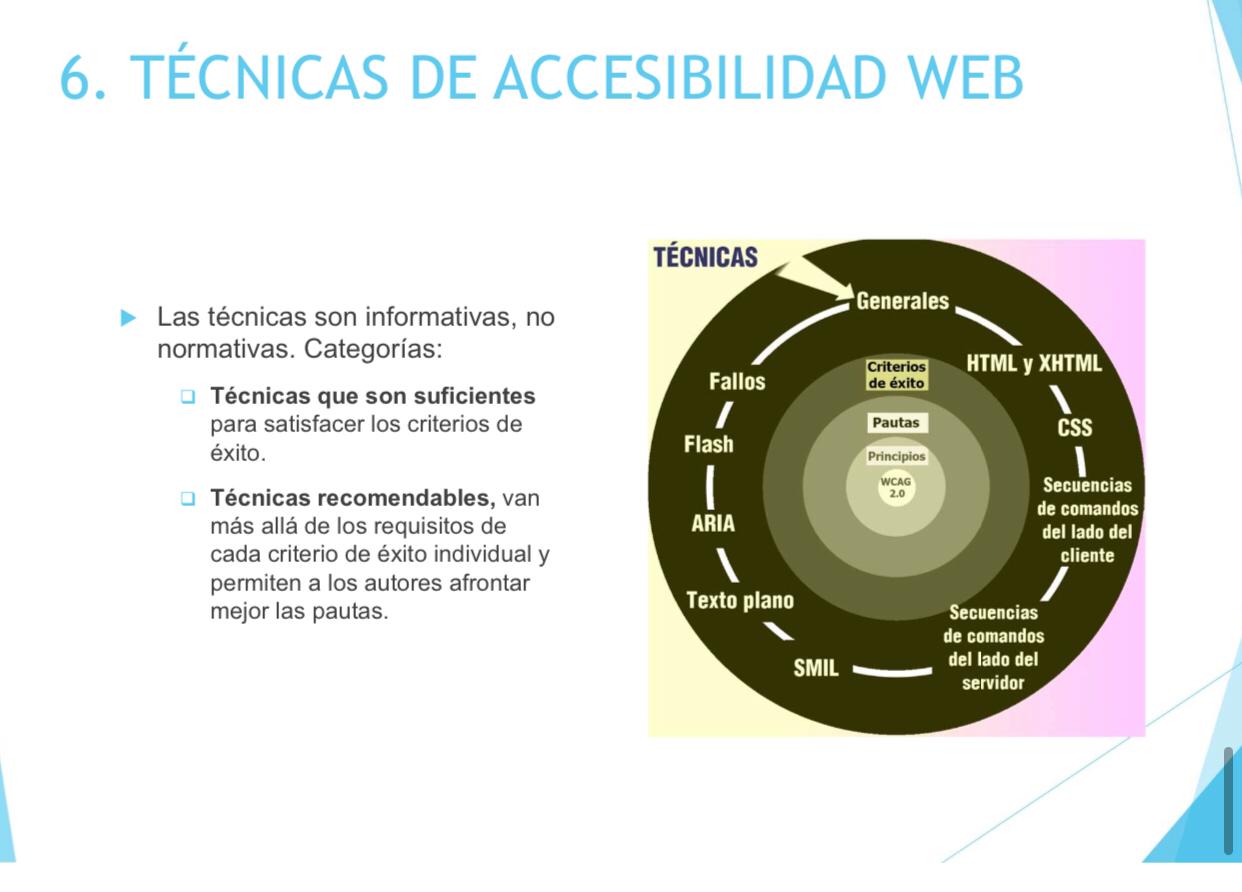 6. TÉCNICAS DE ACCESIBILIDAD WEB
Las técnicas son informativas, no
normativas. Categorías:
Técnicas que son suficientes
para satisfacer los criterios de
éxito.
Técnicas recomendables, van
más allá de los requisitos de
cada criterio de éxito individual y
permiten a los autores afrontar
mejor las pautas.
TÉCNICAS
Generales
HTML y XHTML
CSS
Secuencias
de comandos
del lado del
cliente
Secuencias
de comandos
del lado del
servidor
SMIL
Texto plano
ARIA
Flash
Fallos
Criterios
de éxito
Pautas
Principios
WCAG
2.0